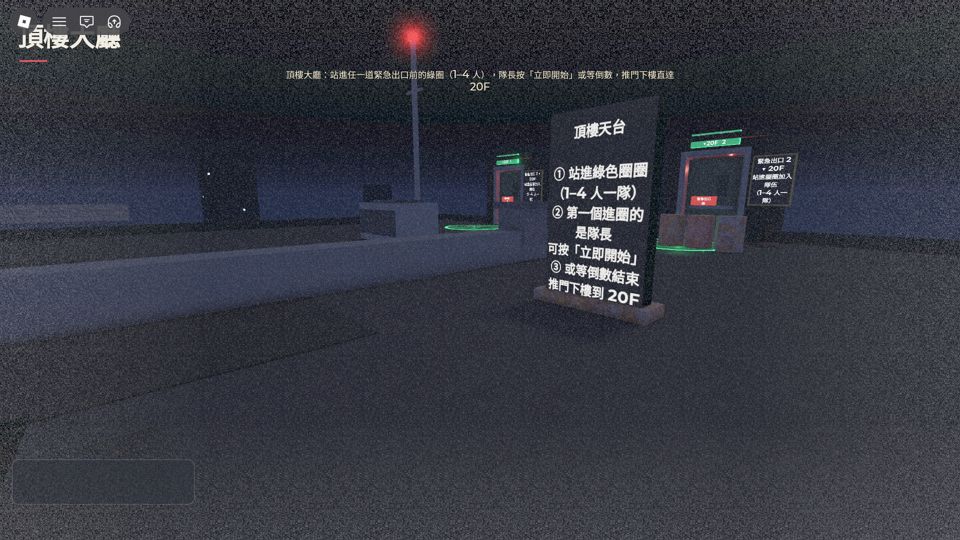 頂樓大廳
頂樓大廳：站進任一道緊急出口前的綠圈（1–4 人），隊長按「立即開始」或等倒數，推門下樓直達
20F
頂樓天台
① 站進綠色圈圈
（1–4 人一隊）
② 第一個進圈的
是隊長
可按「立即開始」
③ 或等倒數結束
推門下樓到 20F
20F 2
緊急出口 2
▼ 20F
站進圈圈加入
隊伍
（1–4 人一
隊）